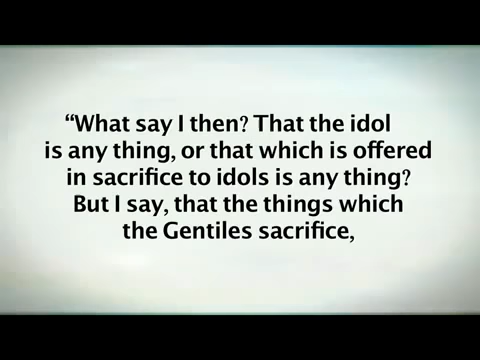 “What say I then? That the idol
is any thing, or that which is offered
in sacrifice to idols is any thing?
But I say, that the things which
the Gentiles sacrifice,